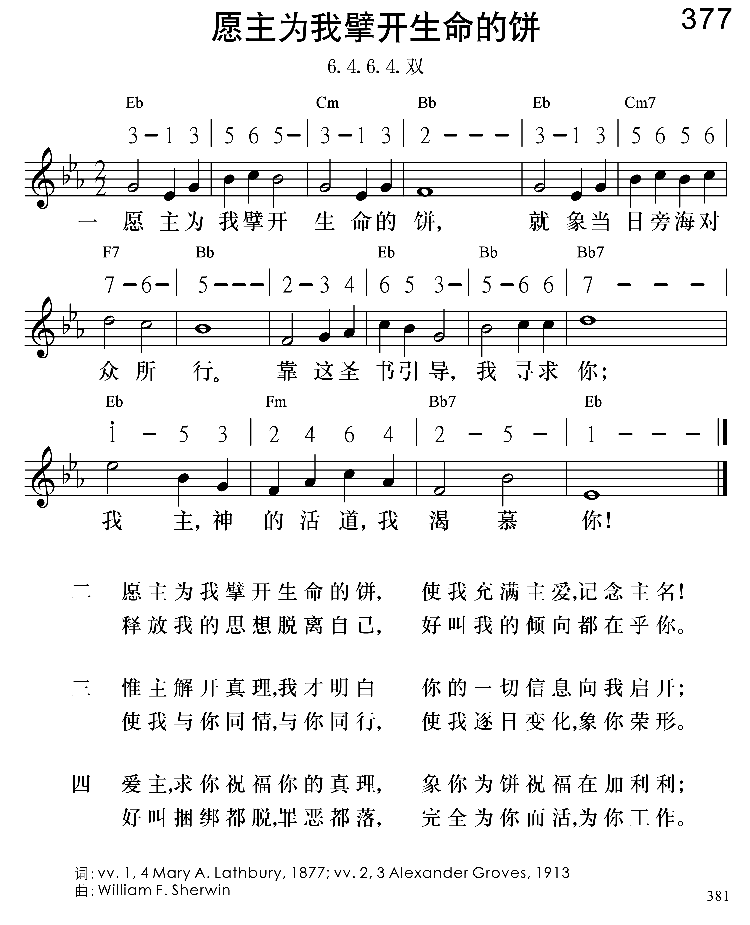 愿主为我擘开生命的饼
377
6.4.6.4.双
Eb Cm Bb Eb Cm7
3 – 1 3 | 5 6 5 – | 3 – 1 3 | 2 – – – | 3 – 1 3 | 5 6 5 6
一 愿 主为 我擘开 生 命的 饼, 就 象当 日旁海对
F7 Bb Eb Bb Bb7
7 – 6 – | 5 – – – | 2 – 3 4 | 6 5 3 – | 5 – 6 6 | 7 – – – |
众 所 行。 靠 这圣 书引导, 我 寻求 你;
Eb Fm Bb7 Eb
i – 5 3 | 2 4 6 4 | 2 – 5 – | 1 – – – ||
我 主, 神 的 活 道, 我 渴 慕 你!
二 愿主为我擘开生命的饼, 使我充满主爱,记念主名!
释放我的思想脱离自己, 好叫我的倾向都在乎你。
三 惟主解开真理,我才明白 你的一切信息向我启开;
使我与你同情,与你同行, 使我逐日变化,象你荣形。
四 爱主,求你祝福你的真理, 象你为饼祝福在加利利;
好叫捆绑都脱,罪恶都落, 完全为你而活,为你工作。
词: vv. 1, 4 Mary A. Lathbury, 1877; vv. 2, 3 Alexander Groves, 1913
曲: William F. Sherwin
381